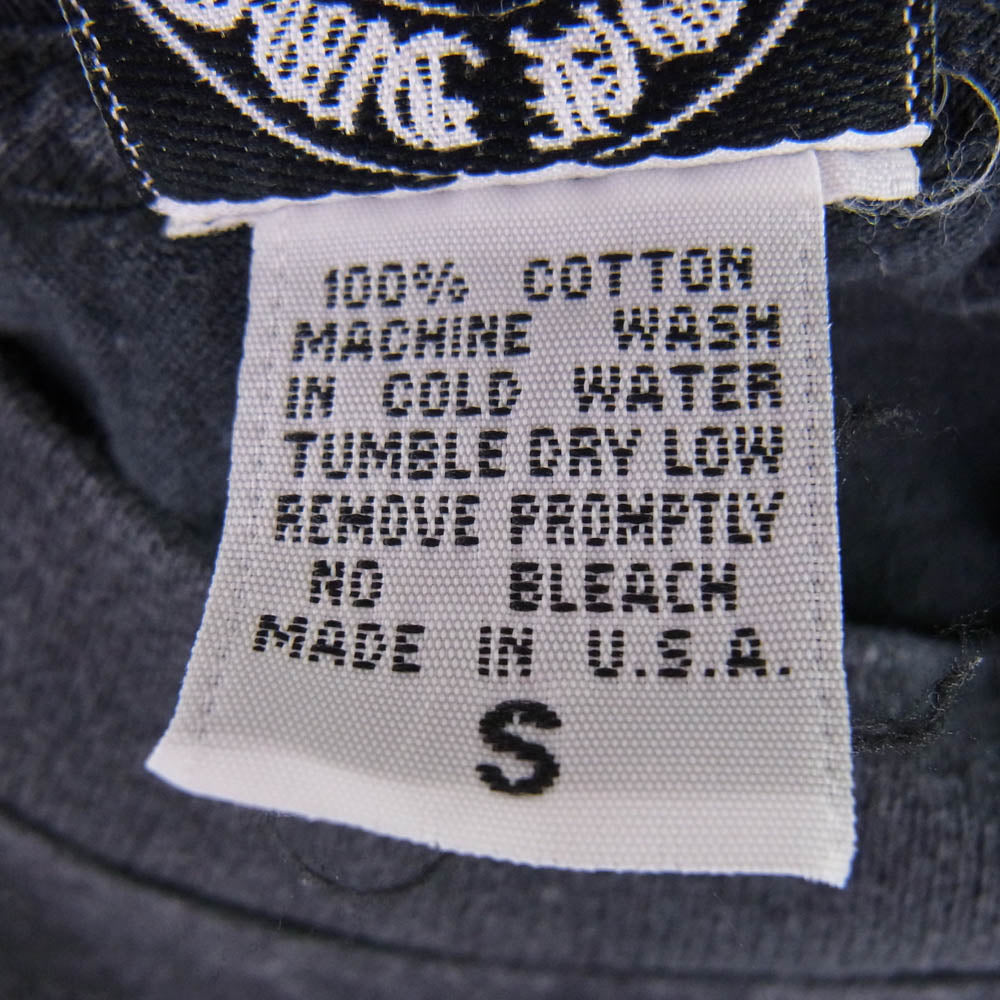 100% COTTON
MACHINE WASH
IN COLD WATER
TUMBLE DRY LOW
REMOVE PROMPTLY
NO BLEACH
MADE IN U.S.A.
S